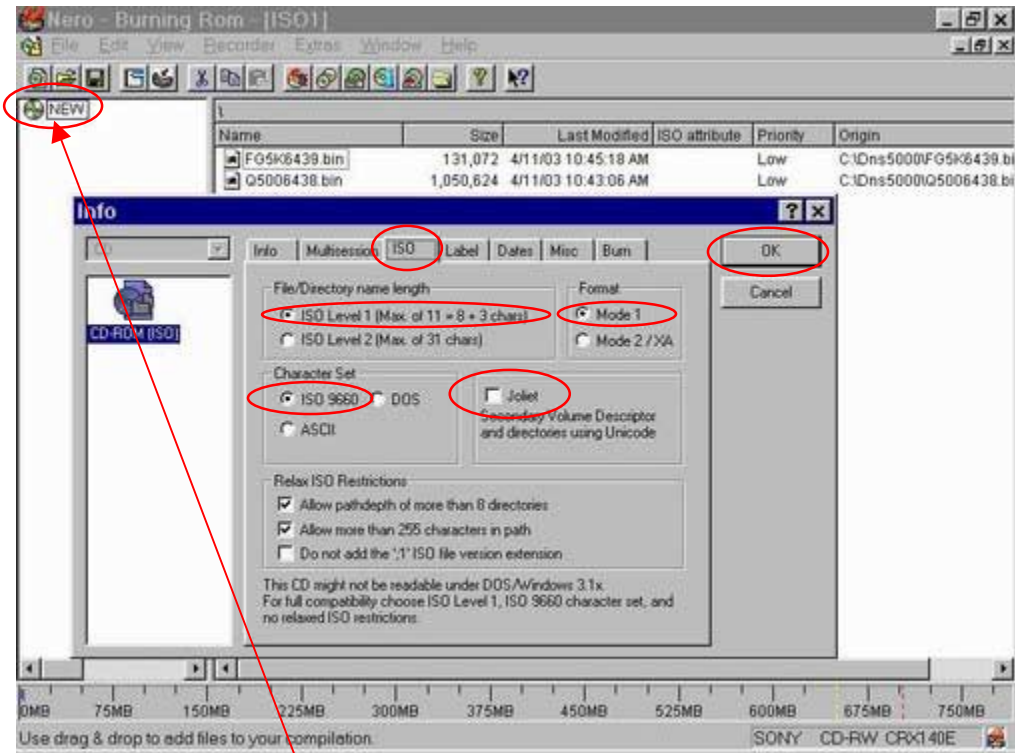 Nero - Burning Rom - [ISO1]
File Edit View Recorder Extras Window Help
NEW
\
Name Size Last Modified ISO attribute Priority Origin
FG5K6439.bin 131,072 4/11/03 10:45:18 AM Low C:\Dns5000\FG5K6439.bi
Q5006438.bin 1,050,624 4/11/03 10:43:06 AM Low C:\Dns5000\Q5006438.bi
Info
CD
Info Multisession ISO Label Dates Misc Burn
OK
Cancel
CD-ROM (ISO)
File/Directory name length
ISO Level 1 (Max. of 11 = 8 + 3 chars)
ISO Level 2 (Max. of 31 chars)
Format
Mode 1
Mode 2 / XA
Character Set
ISO 9660 DOS
ASCII
Joliet
Secondary Volume Descriptor
and directories using Unicode
Relax ISO Restrictions
Allow pathdepth of more than 8 directories
Allow more than 255 characters in path
Do not add the ';1' ISO file version extension
This CD might not be readable under DOS/Windows 3.1x.
For full compatibility choose ISO Level 1, ISO 9660 character set, and
no relaxed ISO restrictions.
0MB 75MB 150MB 225MB 300MB 375MB 450MB 525MB 600MB 675MB 750MB
Use drag & drop to add files to your compilation. SONY CD-RW CRX140E